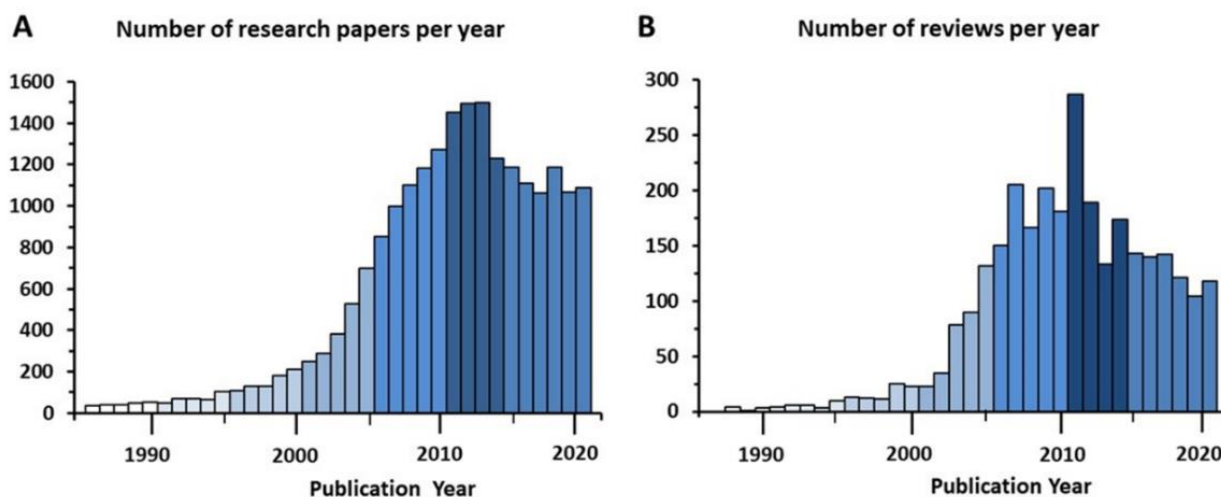 A Number of research papers per year
1600
1400
1200
1000
800
600
400
200
0
1990 2000 2010 2020
Publication Year
B Number of reviews per year
300
250
200
150
100
50
0
1990 2000 2010 2020
Publication Year